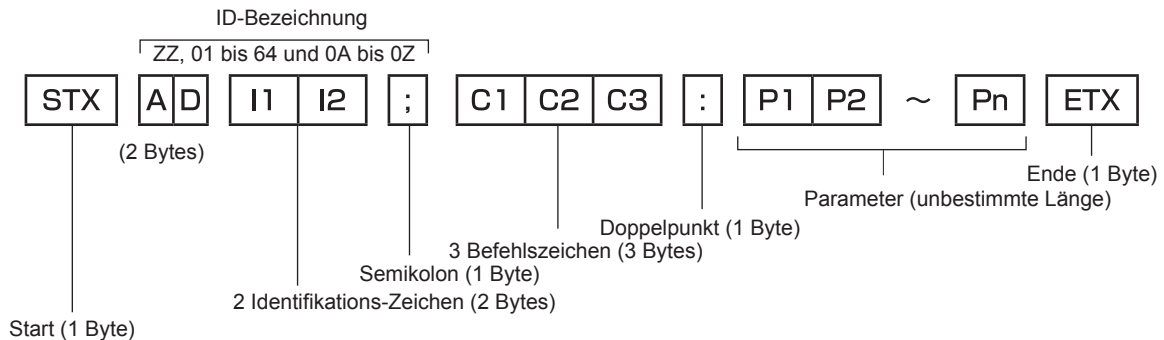 ID-Bezeichnung
ZZ, 01 bis 64 und 0A bis 0Z
STX A D I1 I2 ; C1 C2 C3 : P1 P2 ~ Pn ETX
(2 Bytes)
Ende (1 Byte)
Parameter (unbestimmte Länge)
Doppelpunkt (1 Byte)
3 Befehlszeichen (3 Bytes)
Semikolon (1 Byte)
2 Identifikations-Zeichen (2 Bytes)
Start (1 Byte)